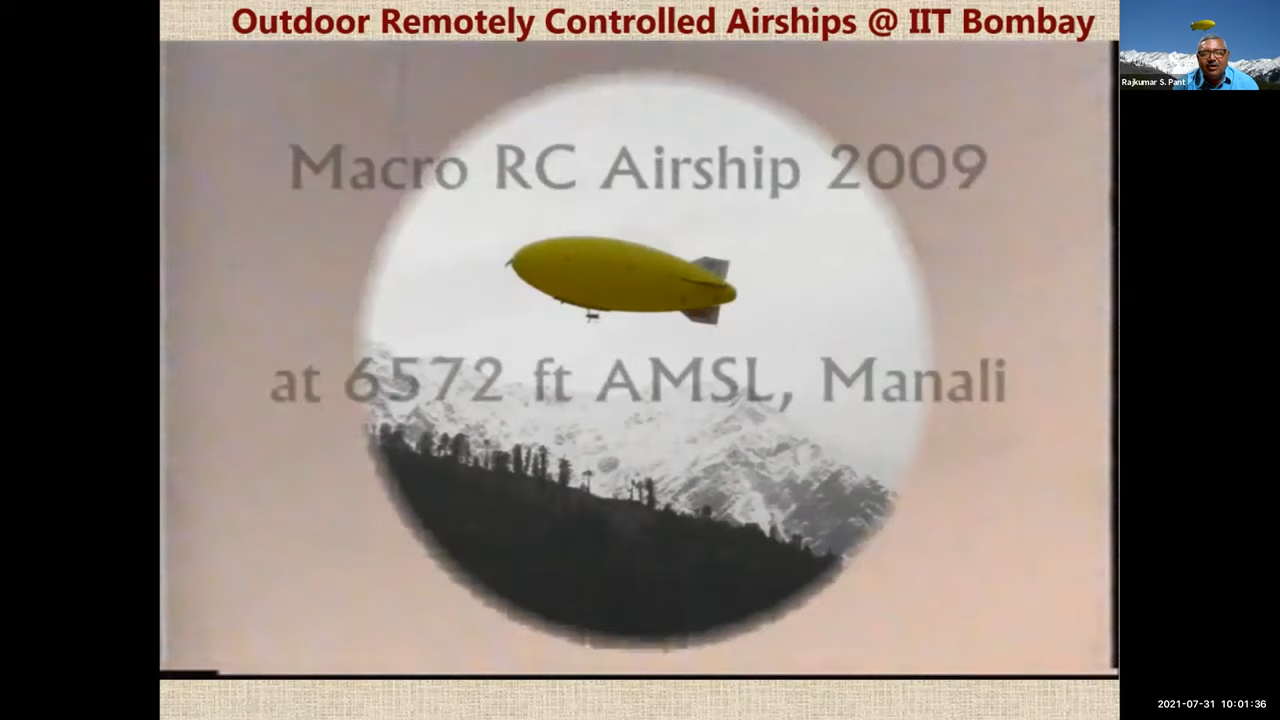 Outdoor Remotely Controlled Airships @ IIT Bombay
Rajkumar S. Pant
Macro RC Airship 2009
at 6572 ft AMSL, Manali
2021-07-31 10:01:36